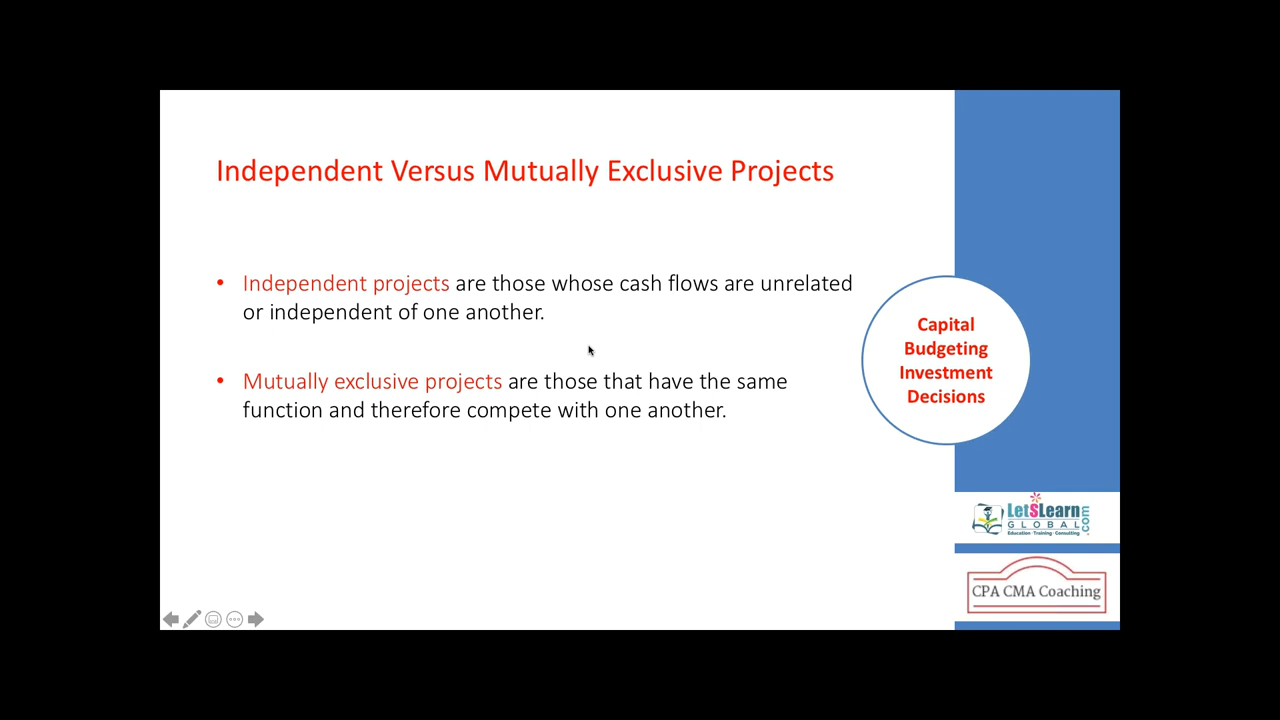 Independent Versus Mutually Exclusive Projects
• Independent projects are those whose cash flows are unrelated
or independent of one another.
• Mutually exclusive projects are those that have the same
function and therefore compete with one another.
Capital
Budgeting
Investment
Decisions
LetSLearn
GLOBAL.com
Education · Training · Consulting
CPA CMA Coaching